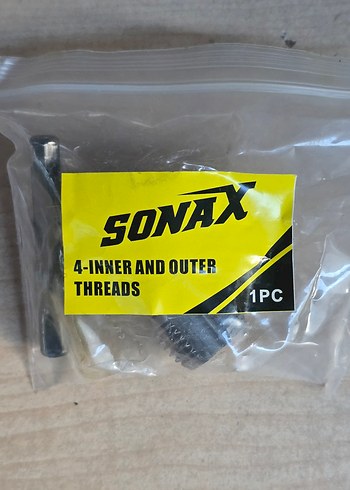 SONAX
4-INNER AND OUTER
THREADS
1PC